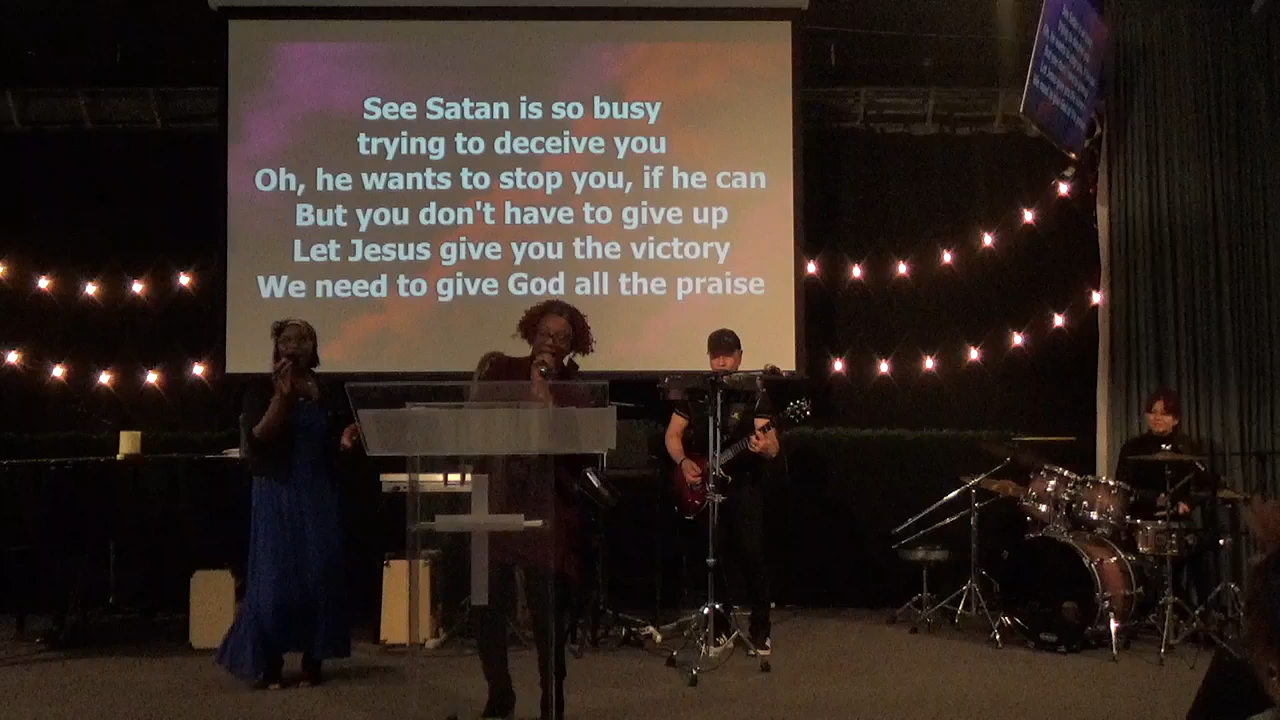 See Satan is so busy
trying to deceive you
Oh, he wants to stop you, if he can
But you don't have to give up
Let Jesus give you the victory
We need to give God all the praise